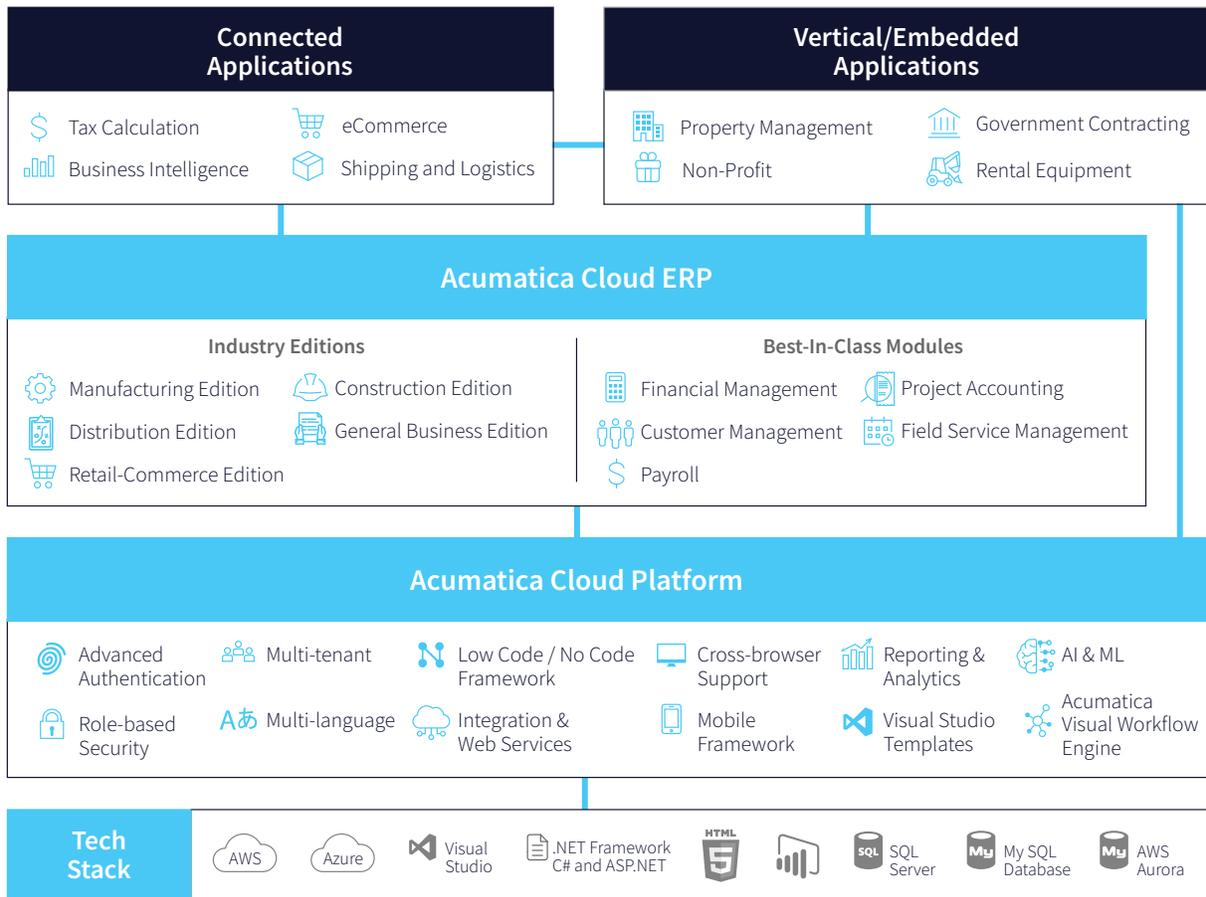 Connected
Applications
Tax Calculation
eCommerce
Business Intelligence
Shipping and Logistics
Vertical/Embedded
Applications
Property Management
Government Contracting
Non-Profit
Rental Equipment
Acumatica Cloud ERP
Industry Editions
Manufacturing Edition
Construction Edition
Distribution Edition
General Business Edition
Retail-Commerce Edition
Best-In-Class Modules
Financial Management
Project Accounting
Customer Management
Field Service Management
Payroll
Acumatica Cloud Platform
Advanced
Authentication
Multi-tenant
Low Code / No Code
Framework
Cross-browser
Support
Reporting &
Analytics
AI & ML
Role-based
Security
Aあ
Multi-language
Integration &
Web Services
Mobile
Framework
Visual Studio
Templates
Acumatica
Visual Workflow
Engine
Tech
Stack
AWS
Azure
Visual
Studio
.NET Framework
C# and ASP.NET
HTML
5
SQL
SQL
Server
My
My SQL
Database
My
AWS
Aurora